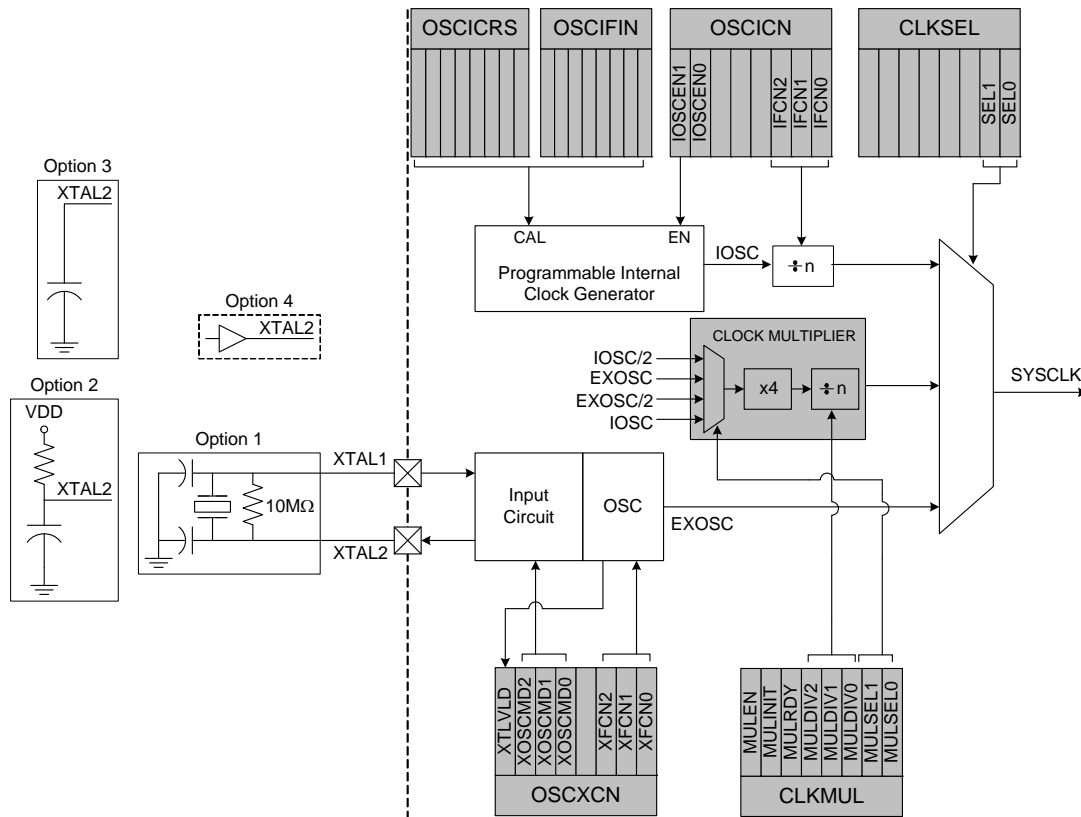 OSCICRS
OSCIFIN
OSCICN
CLKSEL
IOSCEN1
IOSCEN0
IFCN2
IFCN1
IFCN0
SEL1
SEL0
Option 3
XTAL2
Option 4
XTAL2
CAL
EN
Programmable Internal
Clock Generator
IOSC
÷ n
CLOCK MULTIPLIER
IOSC/2
EXOSC
EXOSC/2
IOSC
x4
÷ n
SYSCLK
Option 2
VDD
XTAL2
Option 1
10MΩ
XTAL1
XTAL2
Input
Circuit
OSC
EXOSC
XTLVLD
XOSCMD2
XOSCMD1
XOSCMD0
XFCN2
XFCN1
XFCN0
OSCXCN
MULEN
MULINIT
MULRDY
MULDIV2
MULDIV1
MULDIV0
MULSEL1
MULSEL0
CLKMUL